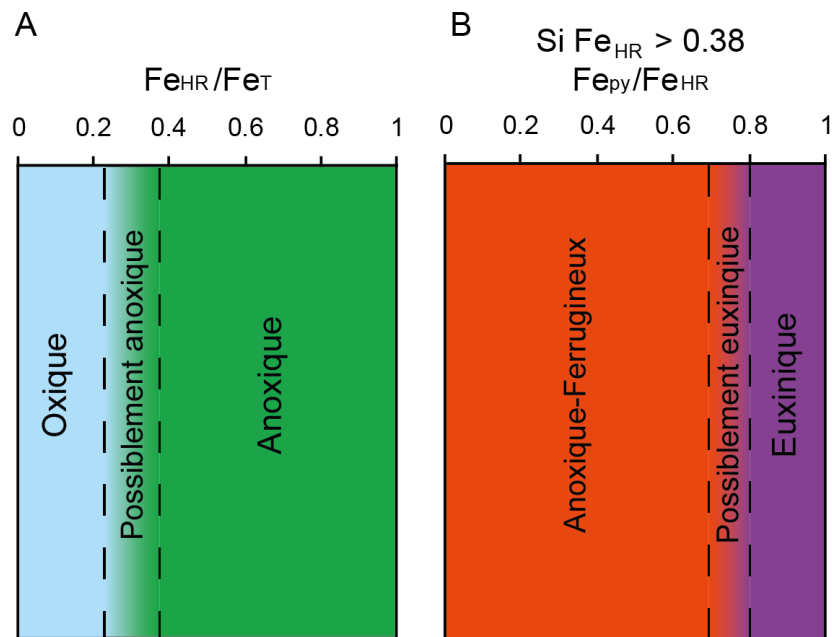 A
FeHR/FeT
0 0.2 0.4 0.6 0.8 1
Oxique
Possiblement anoxique
Anoxique
B
Si FeHR > 0.38
Fepy/FeHR
0 0.2 0.4 0.6 0.8 1
Anoxique-Ferrugineux
Possiblement euxinqiue
Euxinique